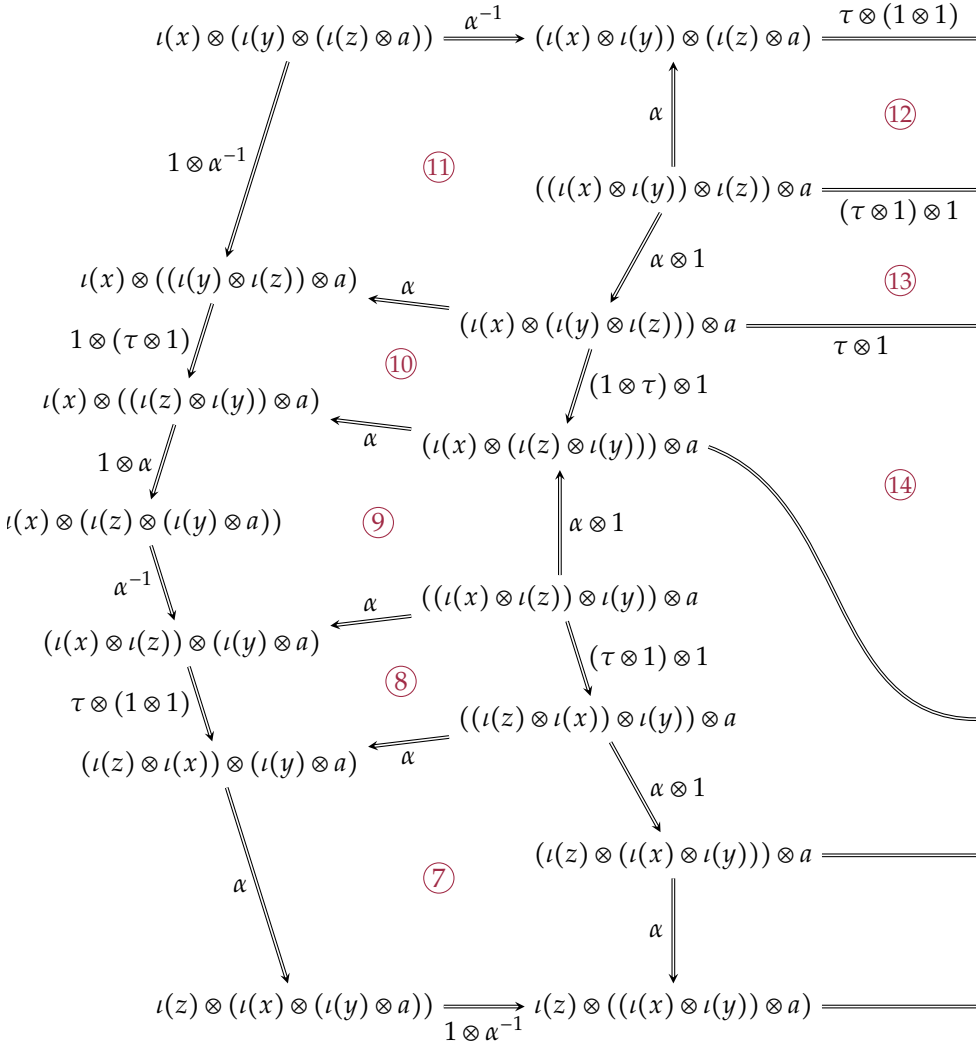 ι(x) ⊗ (ι(y) ⊗ (ι(z) ⊗ a)) α⁻¹ (ι(x) ⊗ ι(y)) ⊗ (ι(z) ⊗ a) τ ⊗ (1 ⊗ 1)
α ⑫
1 ⊗ α⁻¹ ⑪
((ι(x) ⊗ ι(y)) ⊗ ι(z)) ⊗ a (τ ⊗ 1) ⊗ 1
α ⊗ 1
ι(x) ⊗ ((ι(y) ⊗ ι(z)) ⊗ a) α ⑬
(ι(x) ⊗ (ι(y) ⊗ ι(z))) ⊗ a τ ⊗ 1
1 ⊗ (τ ⊗ 1) ⑩ (1 ⊗ τ) ⊗ 1
ι(x) ⊗ ((ι(z) ⊗ ι(y)) ⊗ a) α
(ι(x) ⊗ (ι(z) ⊗ ι(y))) ⊗ a
1 ⊗ α ⑭
ι(x) ⊗ (ι(z) ⊗ (ι(y) ⊗ a)) ⑨ α ⊗ 1
α⁻¹ α ((ι(x) ⊗ ι(z)) ⊗ ι(y)) ⊗ a
(ι(x) ⊗ ι(z)) ⊗ (ι(y) ⊗ a) (τ ⊗ 1) ⊗ 1
τ ⊗ (1 ⊗ 1) ⑧
((ι(z) ⊗ ι(x)) ⊗ ι(y)) ⊗ a
(ι(z) ⊗ ι(x)) ⊗ (ι(y) ⊗ a) α
α ⊗ 1
(ι(z) ⊗ (ι(x) ⊗ ι(y))) ⊗ a
α ⑦
α
ι(z) ⊗ (ι(x) ⊗ (ι(y) ⊗ a)) 1 ⊗ α⁻¹ ι(z) ⊗ ((ι(x) ⊗ ι(y)) ⊗ a)